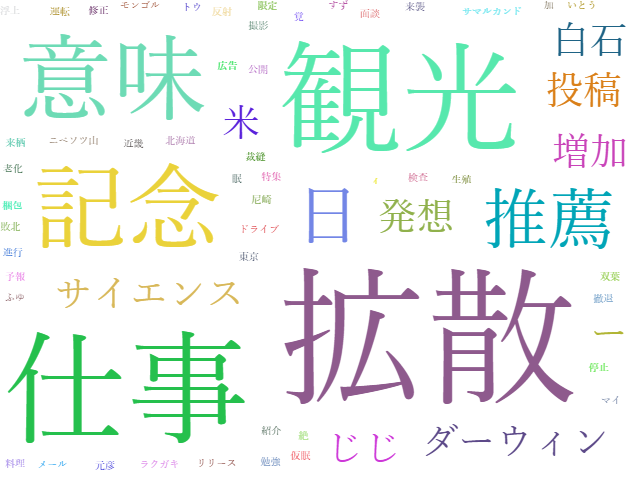 浮上 運転 修正 モンゴル トウ 反射 限定 すず 面談 来襲 サマルカンド 加 いとう
撮影 覚
意味 観光 白石
広告 公開 投稿
米
来栖 ニペソツ山 近畿 北海道 増加
裁縫
老化 記念 眠 特集 検査 生殖
梱包 尼崎 日 発想 推薦
敗北 ドライブ
進行 東京
予報 サイエンス 拡散 双葉
ふゆ 撤退
仕事 一
停止
マイ
紹介 絶 じじ ダーウィン
料理 メール 元彦 ラクガキ リリース 勉強 仮眠